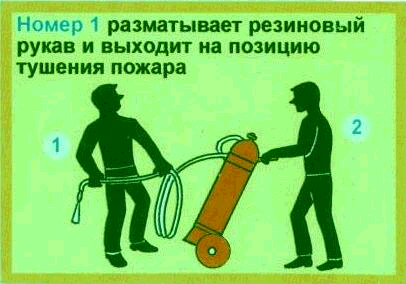 Номер 1 разматывает резиновый
рукав и выходит на позицию
тушения пожара
1
2